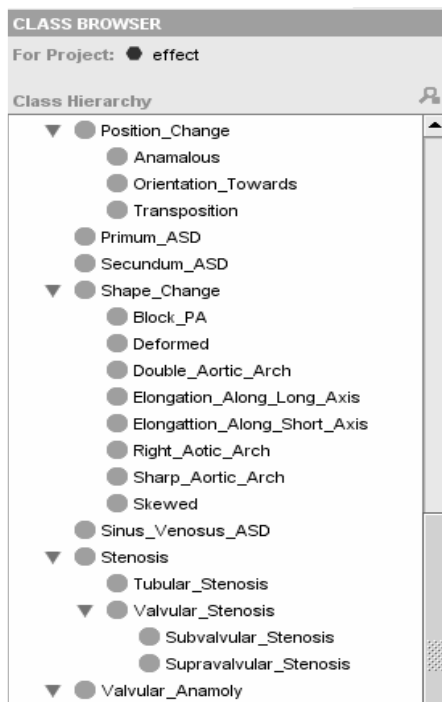 CLASS BROWSER
For Project: effect
Class Hierarchy
Position_Change
Anamalous
Orientation_Towards
Transposition
Primum_ASD
Secundum_ASD
Shape_Change
Block_PA
Deformed
Double_Aortic_Arch
Elongation_Along_Long_Axis
Elongattion_Along_Short_Axis
Right_Aotic_Arch
Sharp_Aortic_Arch
Skewed
Sinus_Venosus_ASD
Stenosis
Tubular_Stenosis
Valvular_Stenosis
Subvalvular_Stenosis
Supravalvular_Stenosis
Valvular_Anamoly